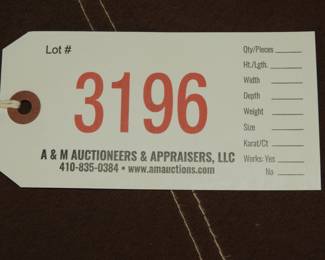 Lot #
3196
A & M AUCTIONEERS & APPRAISERS, LLC
410-835-0384 • www.amauctions.com
Qty/Pieces
Ht./Lgth.
Width
Depth
Weight
Size
Karat/Ct
Works: Yes
No